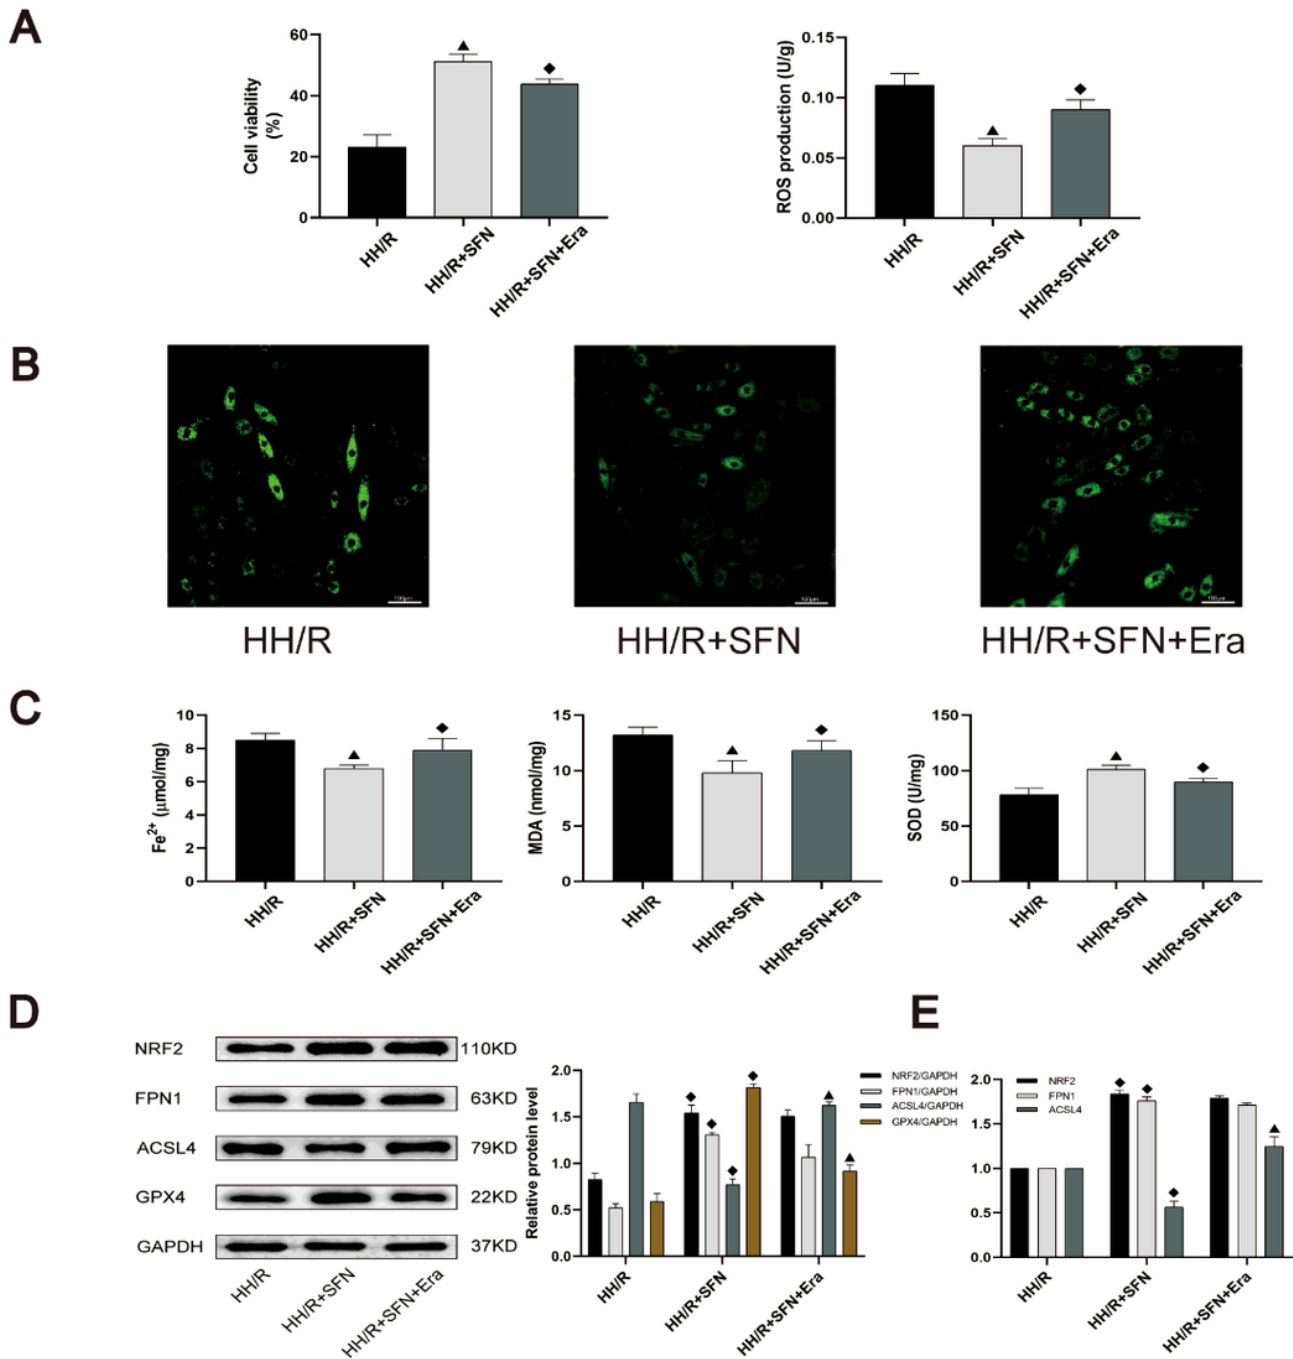 A
Cell viability
(%)
60
40
20
0
HH/R
HH/R+SFN
HH/R+SFN+Era
ROS production (U/g)
0.15
0.10
0.05
0.00
HH/R
HH/R+SFN
HH/R+SFN+Era
B
100μm
100μm
100μm
HH/R
HH/R+SFN
HH/R+SFN+Era
C
Fe2+ (μmol/mg)
10
8
6
4
2
0
HH/R
HH/R+SFN
HH/R+SFN+Era
MDA (nmol/mg)
15
10
5
0
HH/R
HH/R+SFN
HH/R+SFN+Era
SOD (U/mg)
150
100
50
0
HH/R
HH/R+SFN
HH/R+SFN+Era
D
NRF2 110KD
FPN1 63KD
ACSL4 79KD
GPX4 22KD
GAPDH 37KD
HH/R
HH/R+SFN
HH/R+SFN+Era
Relative protein level
2.0
1.5
1.0
0.5
0.0
HH/R
HH/R+SFN
HH/R+SFN+Era
NRF2/GAPDH
FPN1/GAPDH
ACSL4/GAPDH
GPX4/GAPDH
E
2.0
1.5
1.0
0.5
0.0
NRF2
FPN1
ACSL4
HH/R
HH/R+SFN
HH/R+SFN+Era